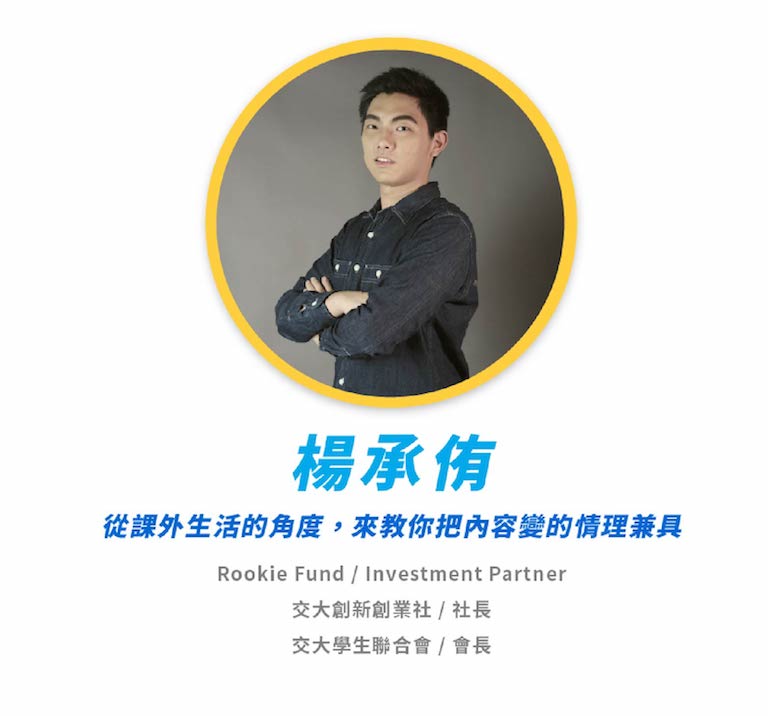 楊承侑
從課外生活的角度,來教你把內容變的情理兼具
Rookie Fund / Investment Partner
交大創新創業社 / 社長
交大學生聯合會 / 會長